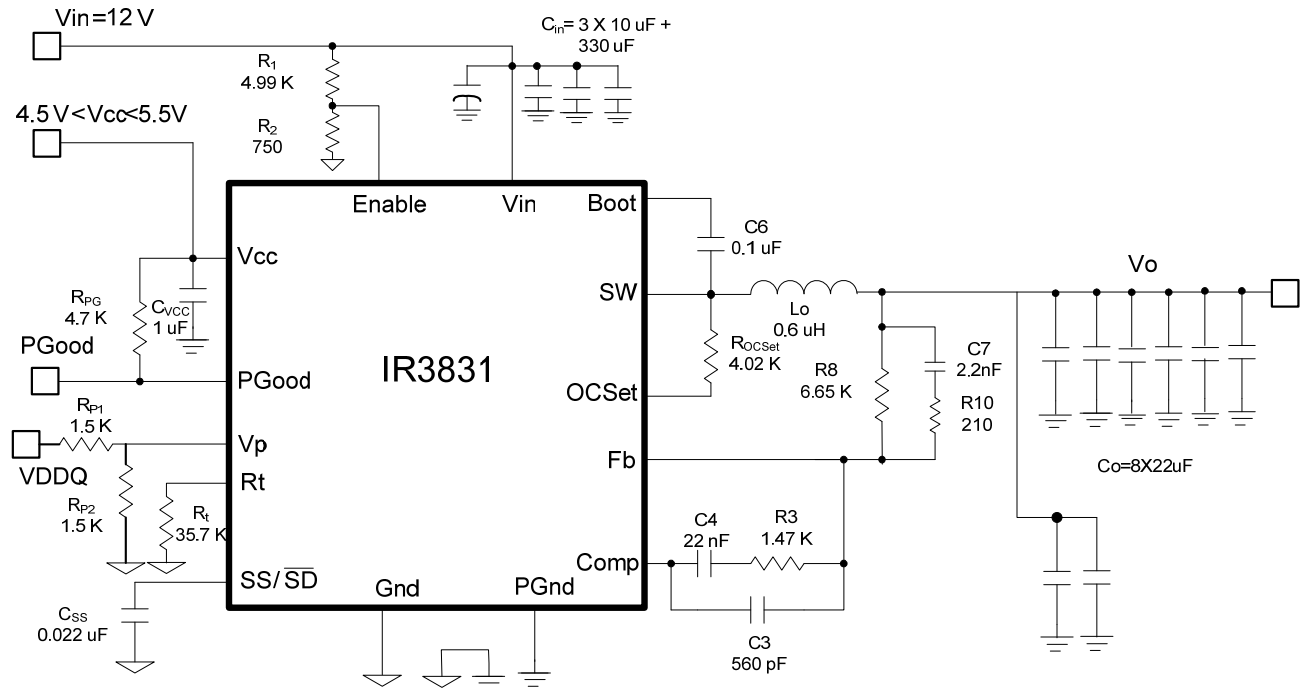 Vin=12 V
Cin= 3 X 10 uF +
330 uF
R1
4.99 K
4.5 V<Vcc<5.5V
R2
750
Enable
Vin
Boot
C6
0.1 uF
Vcc
Vo
SW
Lo
0.6 uH
RPG
4.7 K
CVCC
1 uF
ROCSet
4.02 K
C7
2.2nF
PGood
IR3831
R8
6.65 K
PGood
OCSet
R10
210
RP1
1.5 K
Vp
Fb
VDDQ
Co=8X22uF
Rt
RP2
1.5 K
Rt
35.7 K
C4
22 nF
R3
1.47 K
Comp
SS/SD
Gnd
PGnd
CSS
0.022 uF
C3
560 pF